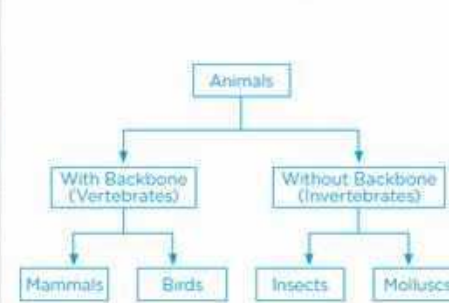 Animals
With Backbone
(Vertebrates)
Without Backbone
(Invertebrates)
Mammals
Birds
Insects
Molluscs